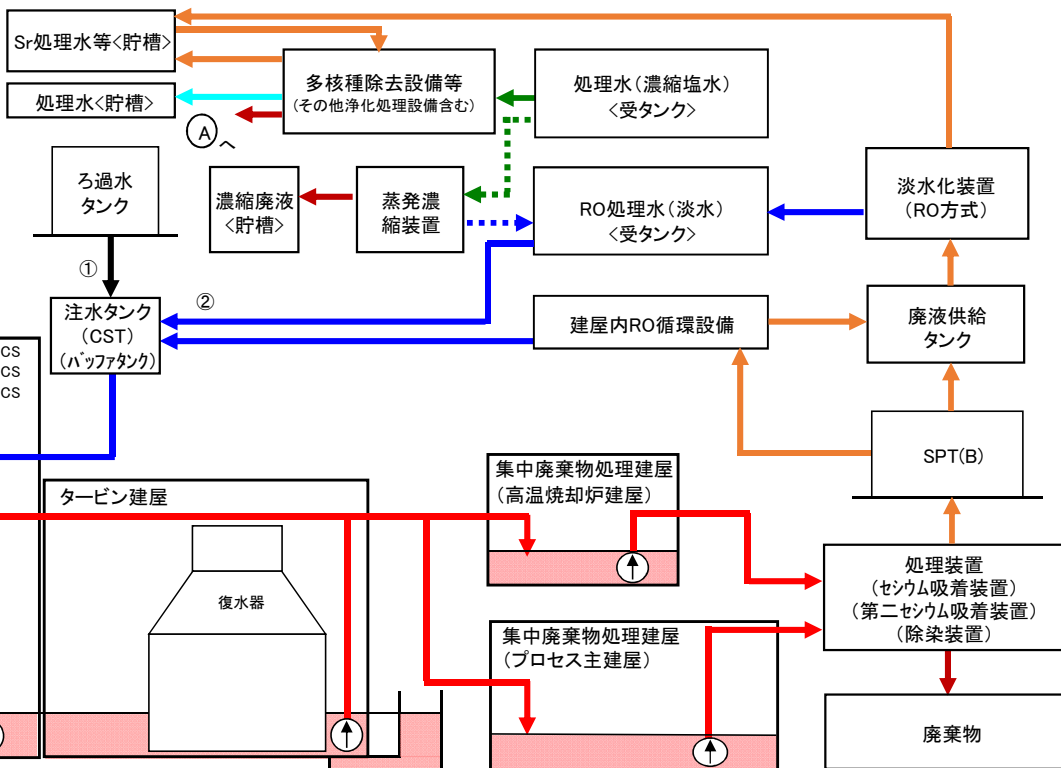 Sr処理水等<貯槽>
処理水<貯槽>
多核種除去設備等
(その他浄化処理設備含む)
処理水(濃縮塩水)
<受タンク>
Aへ
ろ過水
タンク
濃縮廃液
<貯槽>
蒸発濃
縮装置
RO処理水(淡水)
<受タンク>
淡水化装置
(RO方式)
①
②
注水タンク
(CST)
(バッファタンク)
建屋内RO循環設備
廃液供給
タンク
CS
CS
CS
SPT(B)
タービン建屋
復水器
集中廃棄物処理建屋
(高温焼却炉建屋)
処理装置
(セシウム吸着装置)
(第二セシウム吸着装置)
(除染装置)
集中廃棄物処理建屋
(プロセス主建屋)
廃棄物